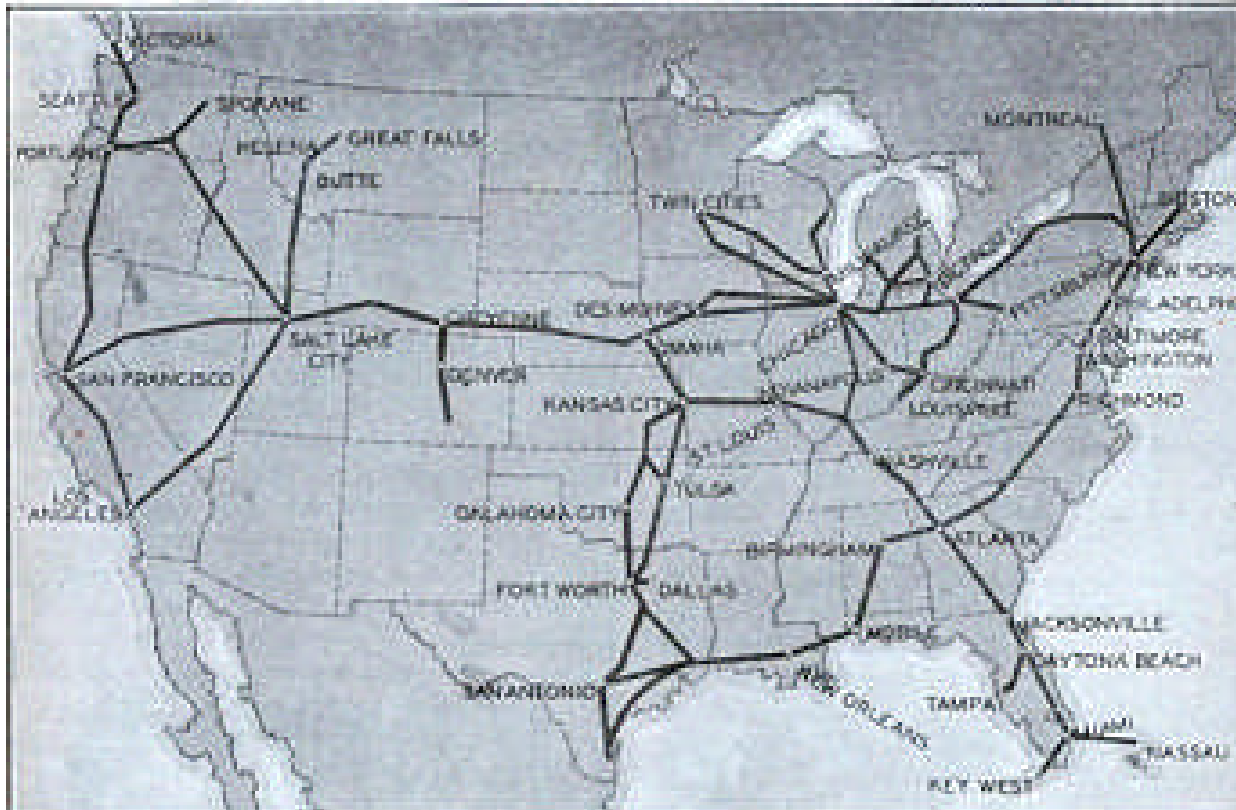 VICTORIA
SEATTLE
SPOKANE
PORTLAND
HELENA
GREAT FALLS
BUTTE
MONTREAL
BOSTON
TWIN CITIES
DETROIT
PITTSBURGH
NEW YORK
PHILADELPHI
DES MOINES
CHEYENNE
OMAHA
CHICAGO
BALTIMORE
WASHINGTON
SALT LAKE
CITY
SAN FRANCISCO
DENVER
INDIANAPOLIS
CINCINNATI
LOUISVILLE
RICHMOND
KANSAS CITY
ST LOUIS
NASHVILLE
TULSA
LOS
ANGELES
OKLAHOMA CITY
BIRMINGHAM
ATLANTA
FORT WORTH
DALLAS
MOBILE
JACKSONVILLE
DAYTONA BEACH
SAN ANTONIO
NEW ORLEANS
TAMPA
MIAMI
NASSAU
KEY WEST